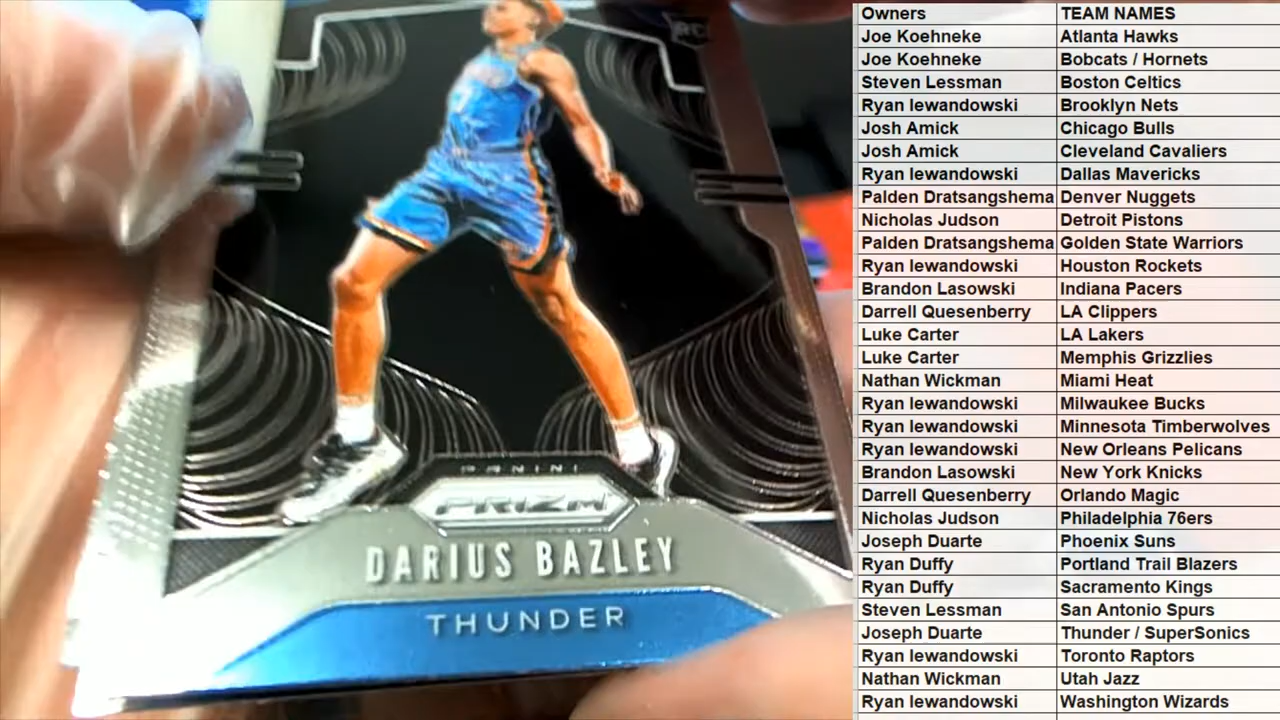 RC
PANINI
PRIZM
DARIUS BAZLEY
THUNDER
Owners TEAM NAMES
Joe Koehneke Atlanta Hawks
Joe Koehneke Bobcats / Hornets
Steven Lessman Boston Celtics
Ryan lewandowski Brooklyn Nets
Josh Amick Chicago Bulls
Josh Amick Cleveland Cavaliers
Ryan lewandowski Dallas Mavericks
Palden Dratsangshema Denver Nuggets
Nicholas Judson Detroit Pistons
Palden Dratsangshema Golden State Warriors
Ryan lewandowski Houston Rockets
Brandon Lasowski Indiana Pacers
Darrell Quesenberry LA Clippers
Luke Carter LA Lakers
Luke Carter Memphis Grizzlies
Nathan Wickman Miami Heat
Ryan lewandowski Milwaukee Bucks
Ryan lewandowski Minnesota Timberwolves
Ryan lewandowski New Orleans Pelicans
Brandon Lasowski New York Knicks
Darrell Quesenberry Orlando Magic
Nicholas Judson Philadelphia 76ers
Joseph Duarte Phoenix Suns
Ryan Duffy Portland Trail Blazers
Ryan Duffy Sacramento Kings
Steven Lessman San Antonio Spurs
Joseph Duarte Thunder / SuperSonics
Ryan lewandowski Toronto Raptors
Nathan Wickman Utah Jazz
Ryan lewandowski Washington Wizards